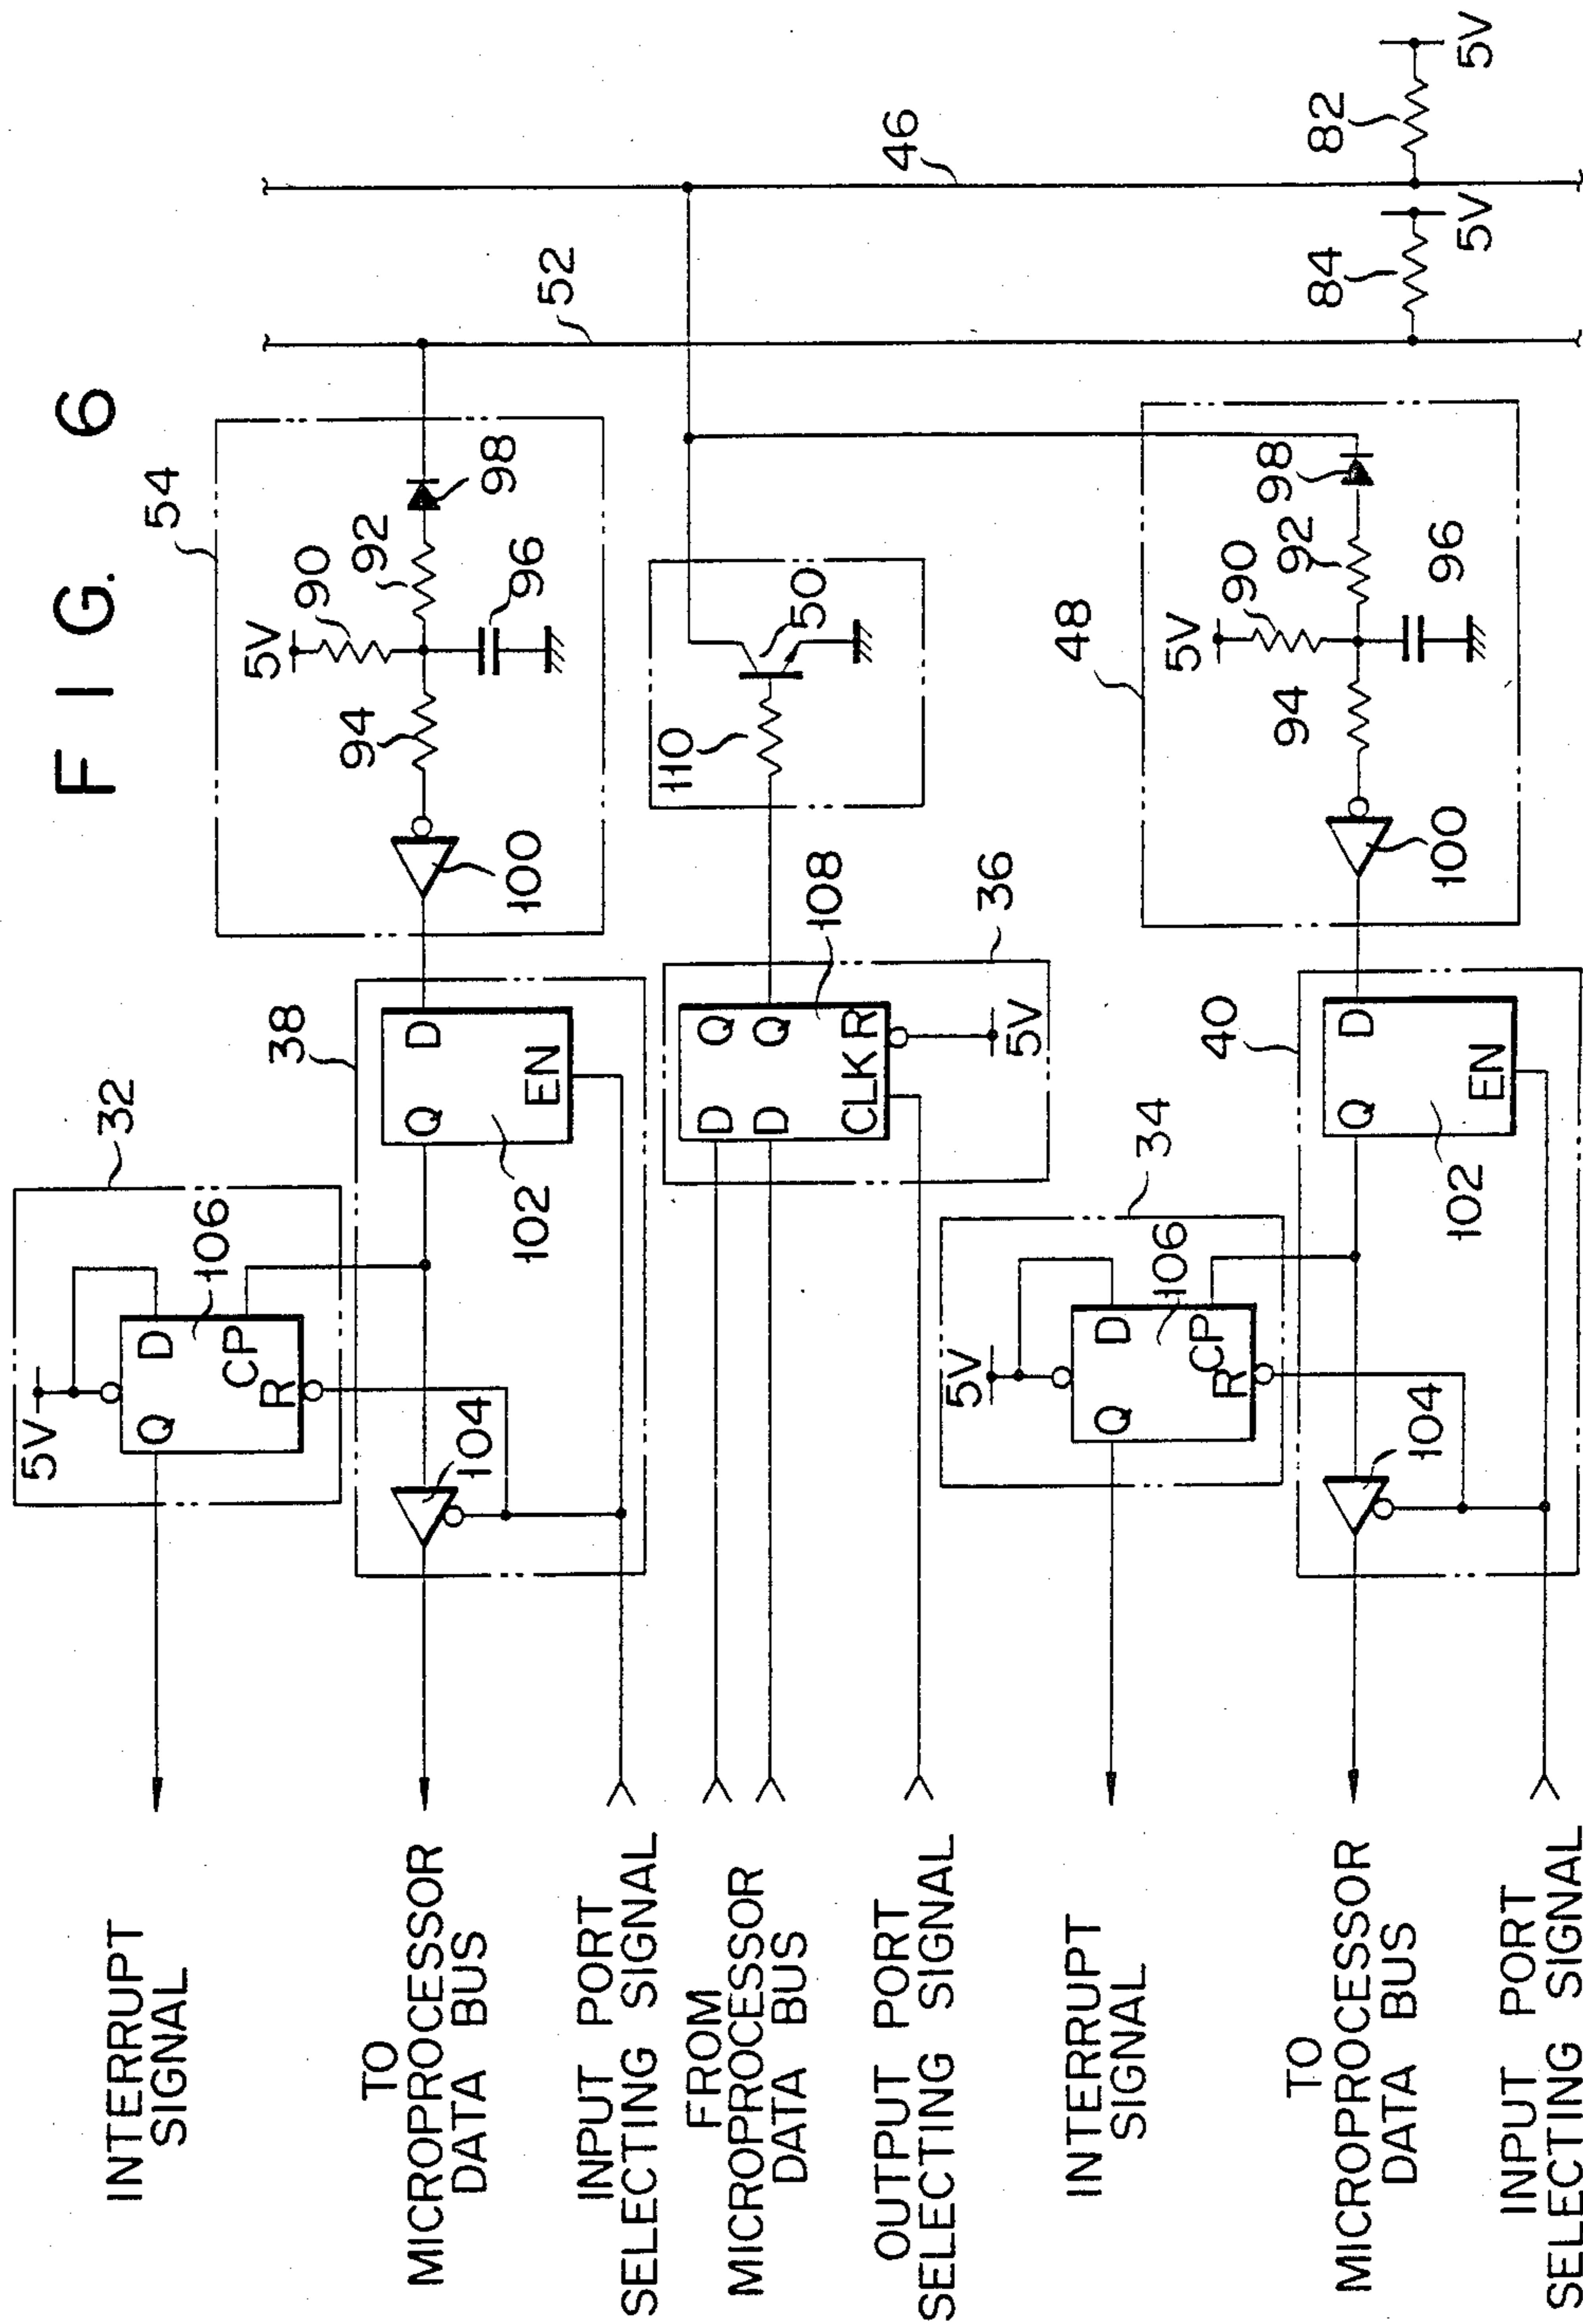 FIG. 6
INTERRUPT
SIGNAL
TO
MICROPROCESSOR
DATA BUS
INPUT PORT
SELECTING SIGNAL
FROM
MICROPROCESSOR
DATA BUS
OUTPUT PORT
SELECTING SIGNAL
INTERRUPT
SIGNAL
TO
MICROPROCESSOR
DATA BUS
INPUT PORT
SELECTING SIGNAL
32
5V
Q
D
106
CP
R
38
104
Q
D
102
EN
54
5V
90
94
92
98
96
100
36
D
Q
D
Q
CLK
R
108
5V
110
50
34
5V
Q
D
106
CP
R
40
104
Q
D
102
EN
48
5V
90
94
92
98
96
100
52
46
84
5V
82
5V